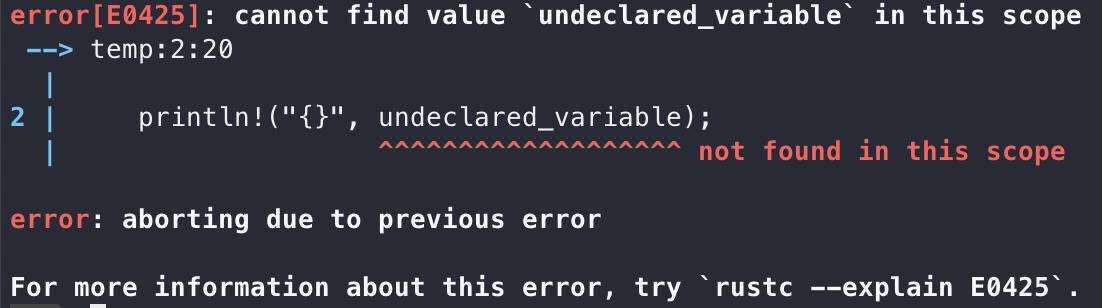 error[E0425]: cannot find value `undeclared_variable` in this scope
 --> temp:2:20
  |
2 |     println!("{}", undeclared_variable);
  |                    ^^^^^^^^^^^^^^^^^^^ not found in this scope

error: aborting due to previous error

For more information about this error, try `rustc --explain E0425`.